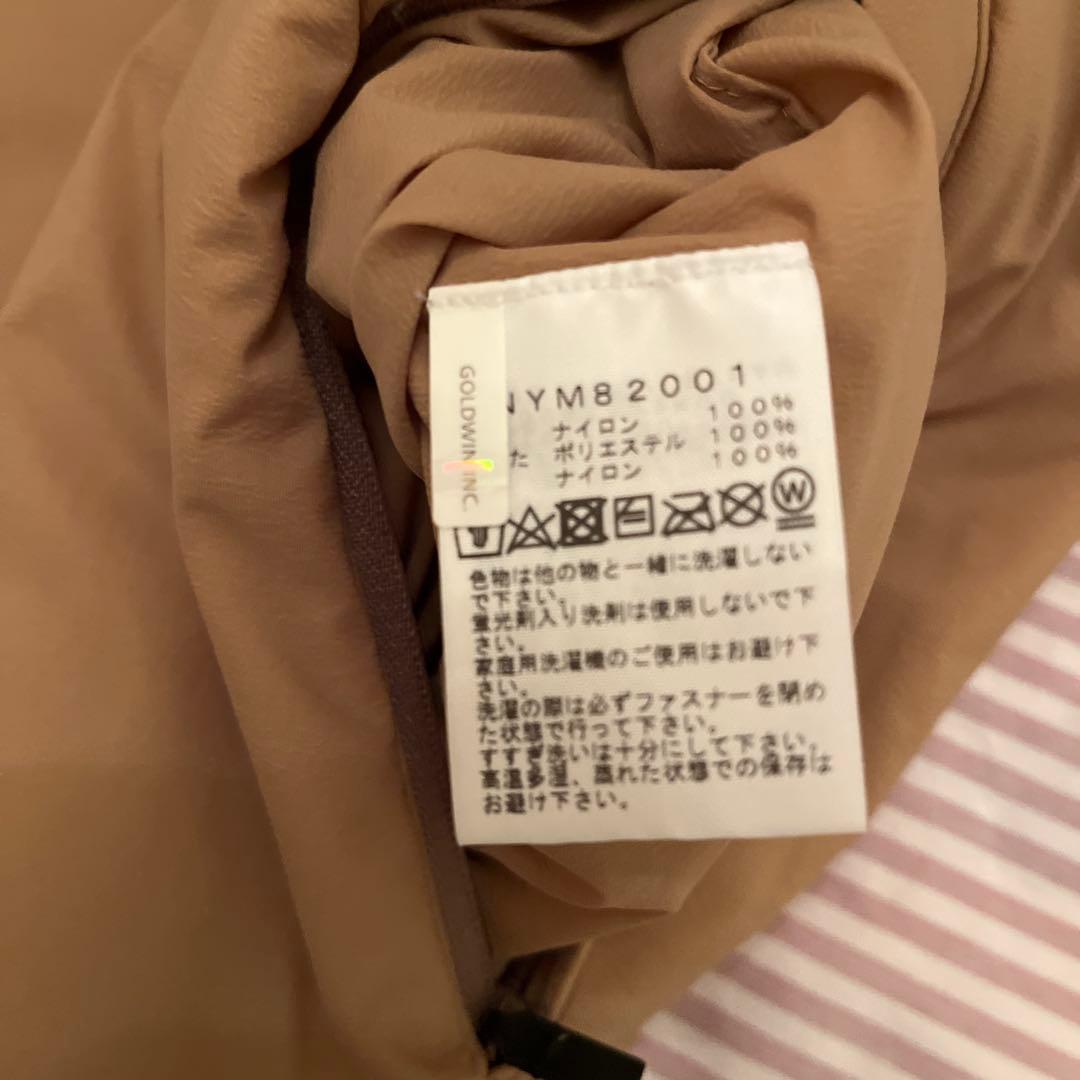 GOLDWIN INC.
NYM82001
ナイロン 100%
た ポリエステル 100%
ナイロン 100%
W
色物は他の物と一緒に洗濯しない
で下さい。
蛍光剤入り洗剤は使用しないで下
さい。
家庭用洗濯機のご使用はお避け下
さい。
洗濯の際は必ずファスナーを閉め
た状態で行って下さい。
すすぎ洗いは十分にして下さい。
高温多湿、蒸れた状態での保存は
お避け下さい。